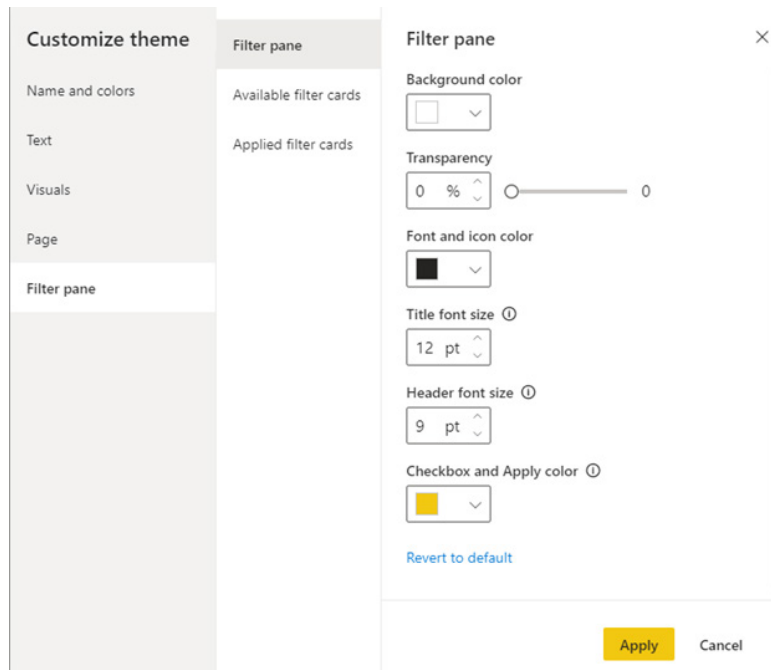 Customize theme
Name and colors
Text
Visuals
Page
Filter pane
Filter pane
Available filter cards
Applied filter cards
Filter pane
Background color
Transparency
0 % 0
Font and icon color
Title font size
12 pt
Header font size
9 pt
Checkbox and Apply color
Revert to default
Apply Cancel